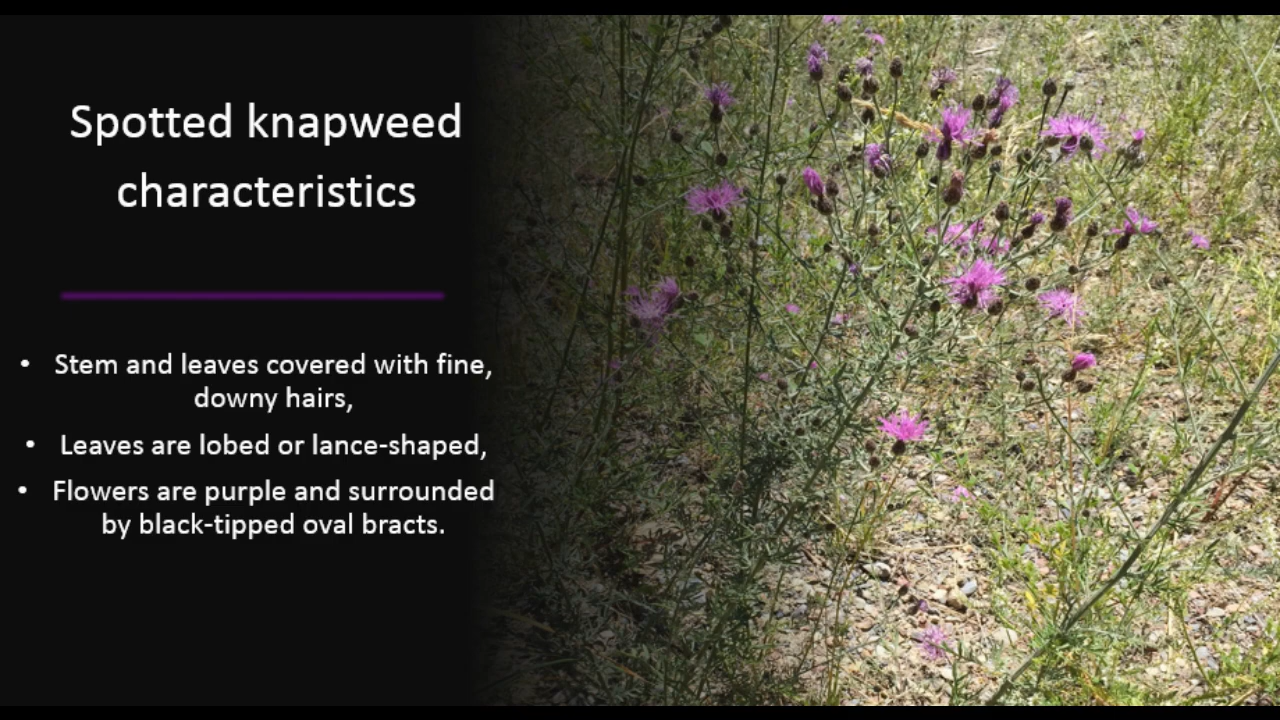 Spotted knapweed
characteristics
• Stem and leaves covered with fine,
downy hairs,
• Leaves are lobed or lance-shaped,
• Flowers are purple and surrounded
by black-tipped oval bracts.